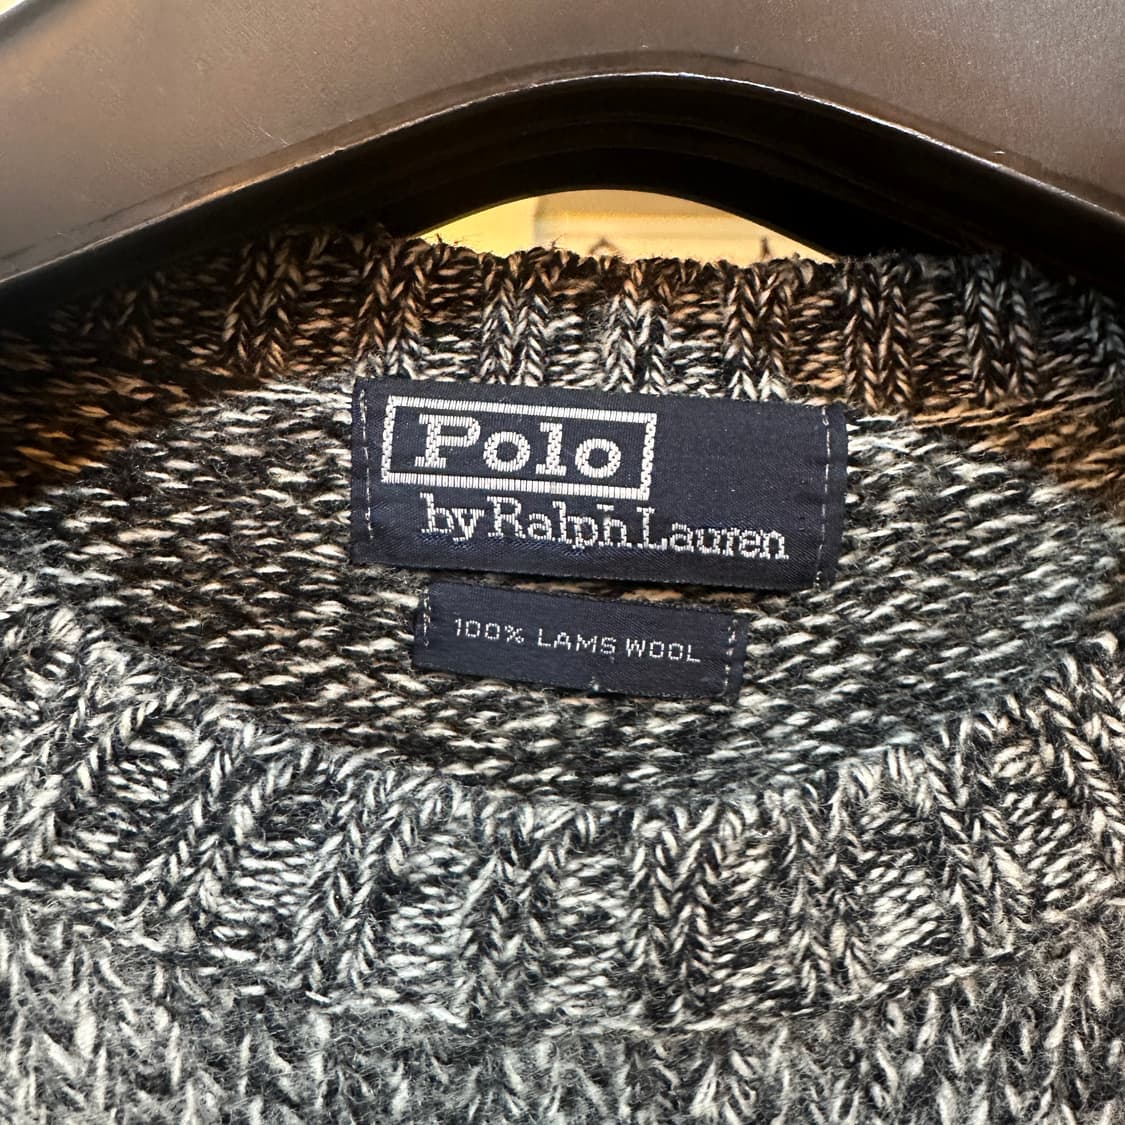 Polo
by Ralph Lauren
100% LAMS WOOL